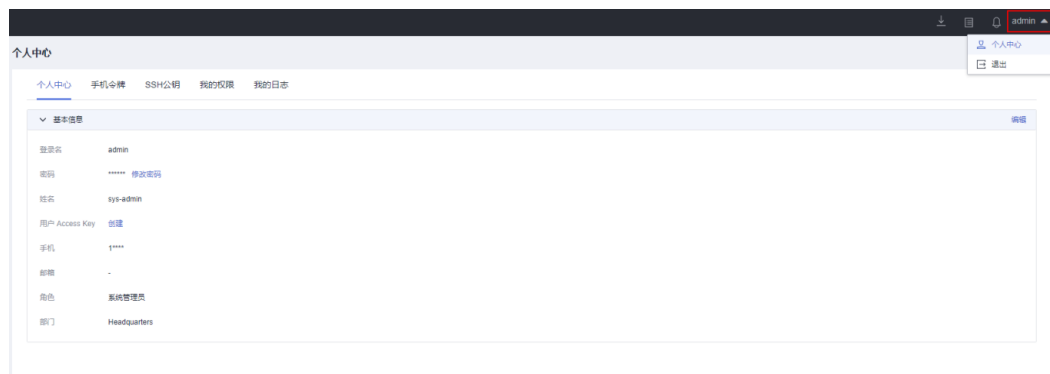 admin
个人中心
退出
个人中心
个人中心 手机令牌 SSH公钥 我的权限 我的日志
基本信息 编辑
登录名 admin
密码 ****** 修改密码
姓名 sys-admin
用户 Access Key 创建
手机 1****
邮箱 -
角色 系统管理员
部门 Headquarters